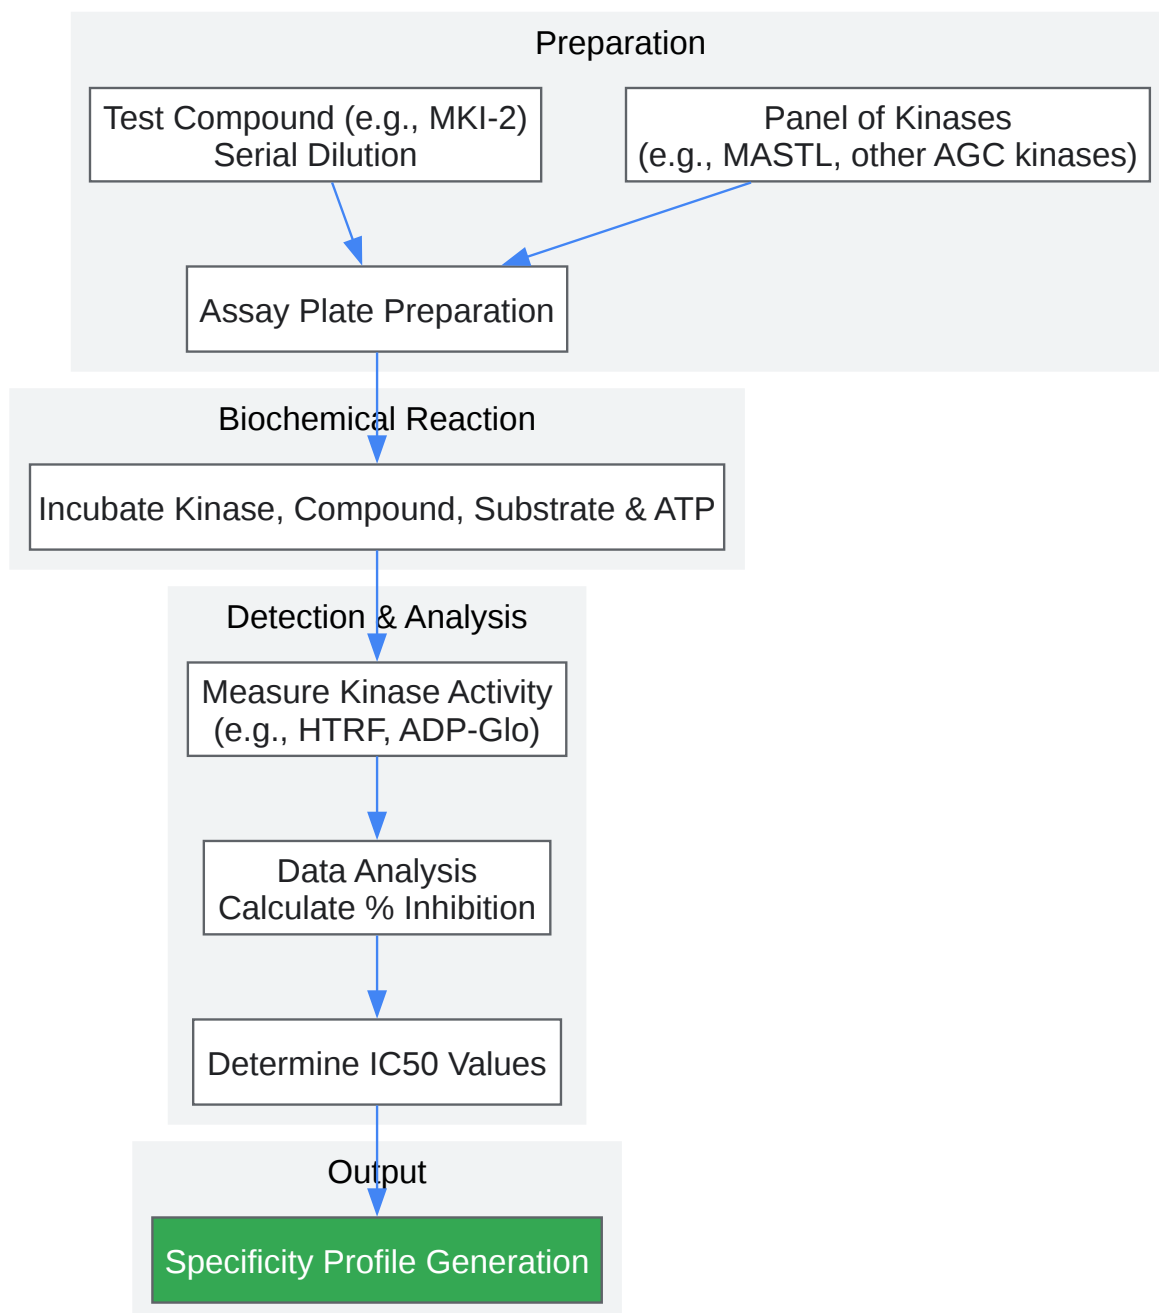 Preparation
Test Compound (e.g., MKI-2)
Serial Dilution
Panel of Kinases
(e.g., MASTL, other AGC kinases)
Assay Plate Preparation
Biochemical Reaction
Incubate Kinase, Compound, Substrate & ATP
Detection & Analysis
Measure Kinase Activity
(e.g., HTRF, ADP-Glo)
Data Analysis
Calculate % Inhibition
Determine IC50 Values
Output
Specificity Profile Generation